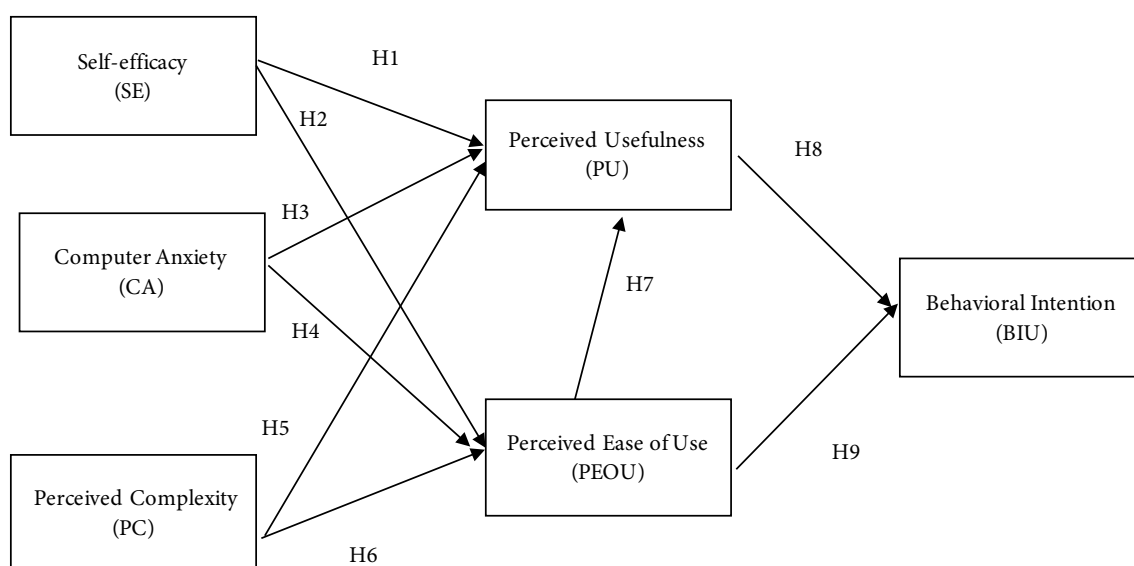 Self-efficacy
(SE)
H1
H2
Perceived Usefulness
(PU)
H8
H3
Computer Anxiety
(CA)
H4
H7
Behavioral Intention
(BIU)
H5
Perceived Ease of Use
(PEOU)
H9
Perceived Complexity
(PC)
H6